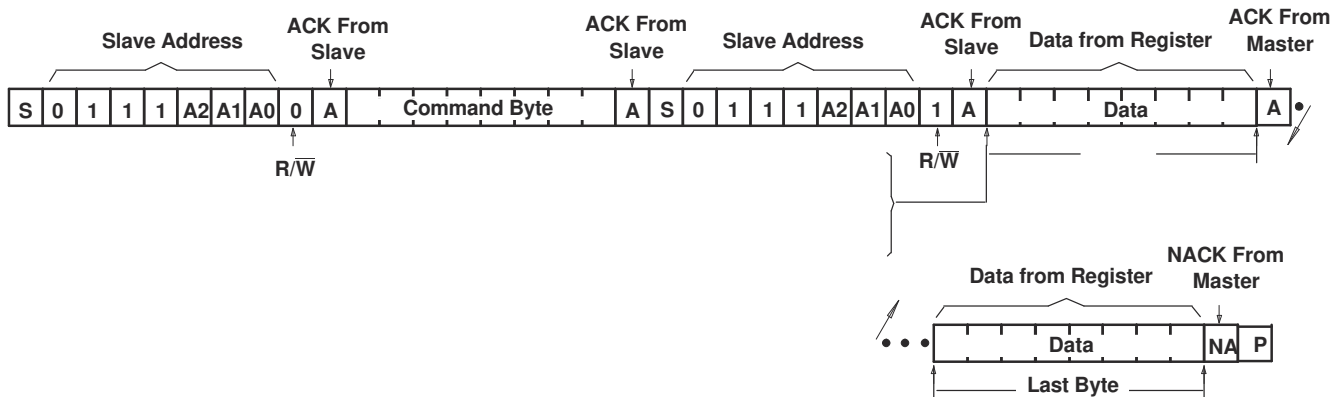 Slave Address
ACK From
Slave
ACK From
Slave
Slave Address
ACK From
Slave
Data from Register
ACK From
Master
S 0 1 1 1 A2 A1 A0 0 A Command Byte A S 0 1 1 1 A2 A1 A0 1 A Data A
R/W̅
R/W̅
Data from Register
NACK From
Master
Data NA P
Last Byte